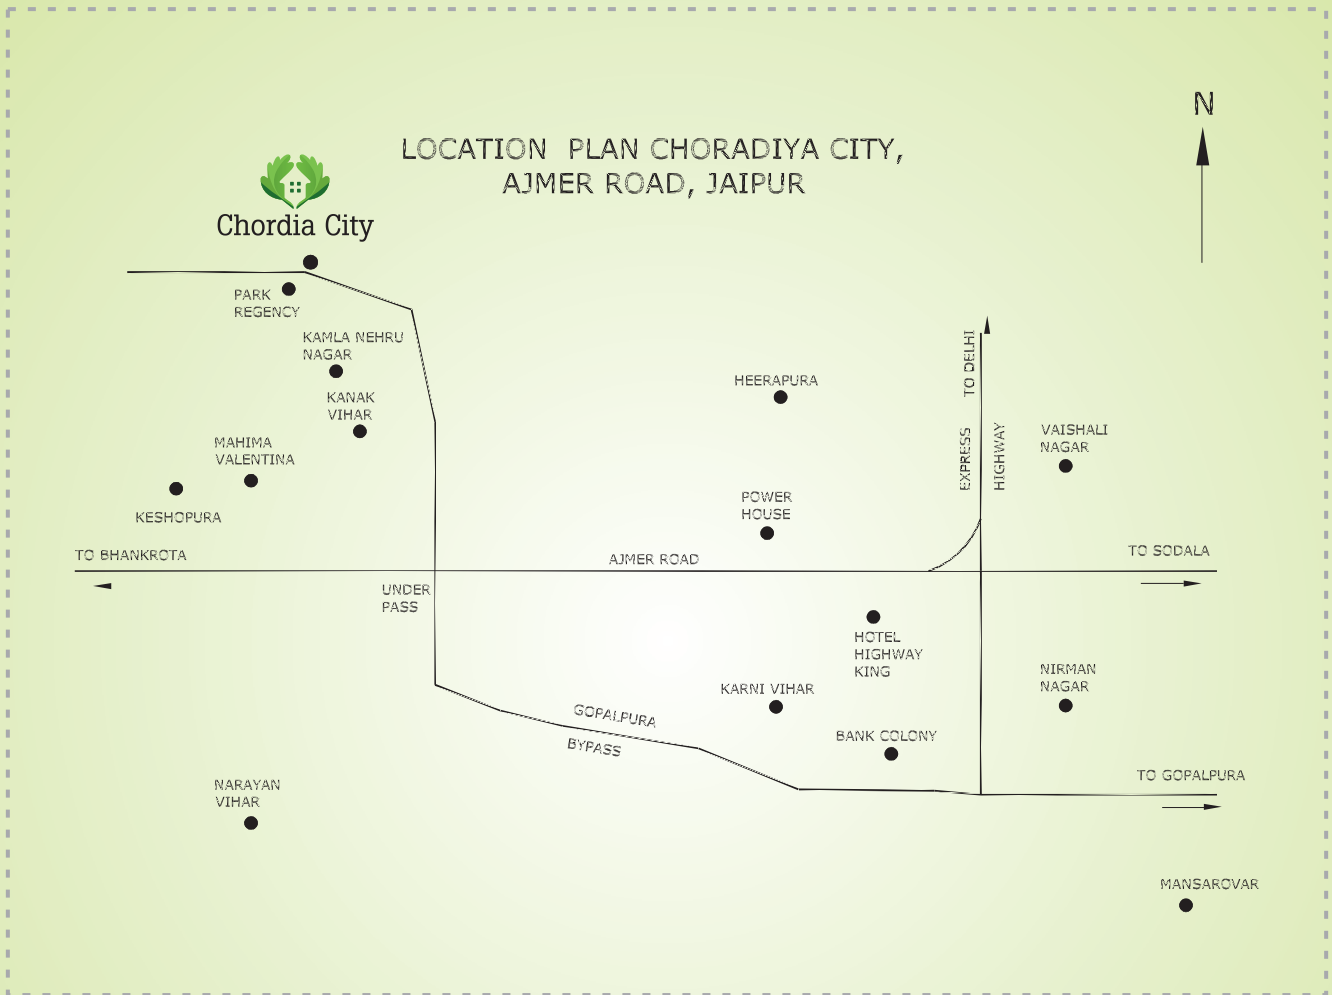 N
LOCATION PLAN CHORADIYA CITY,
AJMER ROAD, JAIPUR
Chordia City
PARK
REGENCY
KAMLA NEHRU
NAGAR
KANAK
VIHAR
MAHIMA
VALENTINA
KESHOPURA
HEERAPURA
POWER
HOUSE
TO DELHI
EXPRESS
HIGHWAY
VAISHALI
NAGAR
TO BHANKROTA
AJMER ROAD
TO SODALA
UNDER
PASS
HOTEL
HIGHWAY
KING
KARNI VIHAR
NIRMAN
NAGAR
GOPALPURA
BYPASS
BANK COLONY
TO GOPALPURA
NARAYAN
VIHAR
MANSAROVAR